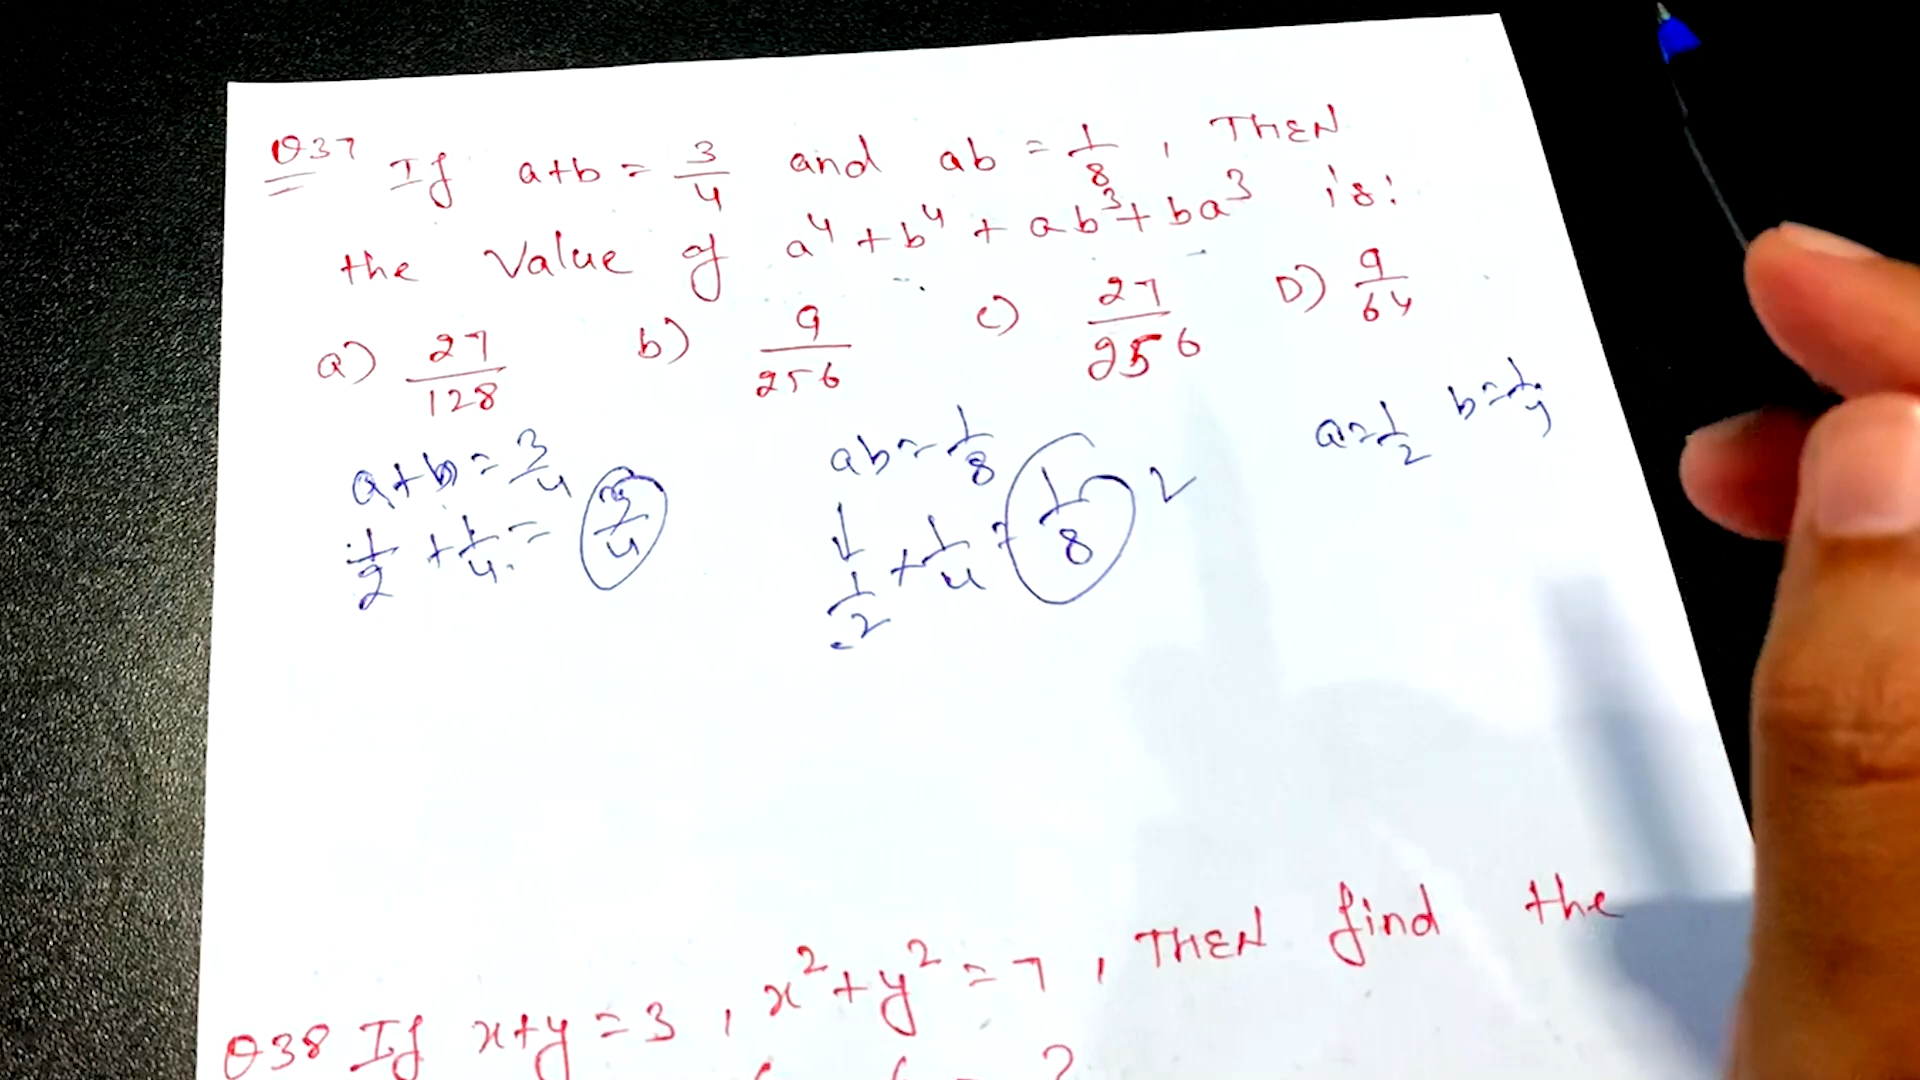 Q37 If a+b = 3/4 and ab = 1/8, THEN
the Value of a⁴ + b⁴ + ab³ + ba³ is:
a) 27/128 b) 9/256 c) 27/256 D) 9/64
a+b = 3/4 ab = 1/8 a = 1/2 b = 1/4
1/2 + 1/4 = 3/4 1/2 + 1/4 = 1/8
Q38 If x+y = 3, x²+y² = 7, THEN find the